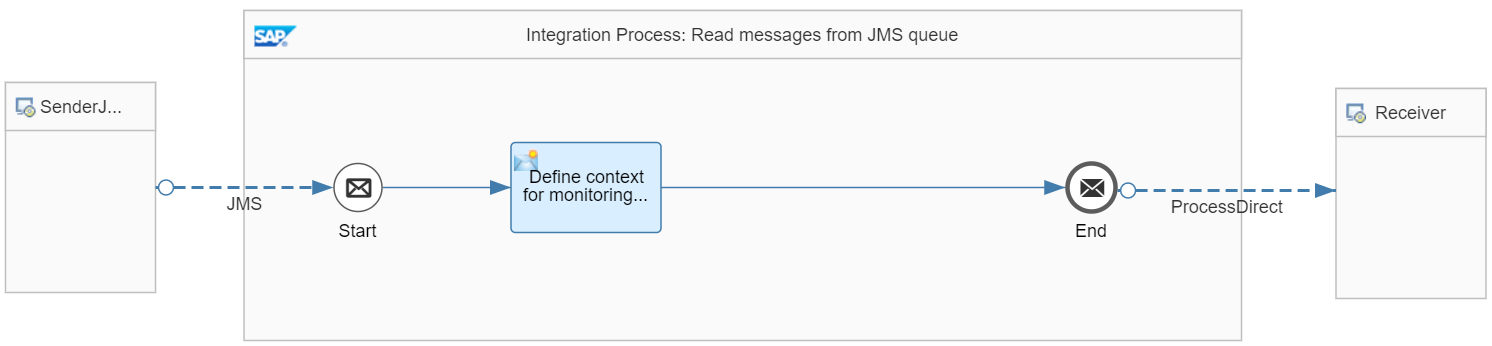 SAP
Integration Process: Read messages from JMS queue
SenderJ...
Receiver
Define context
for monitoring...
JMS
ProcessDirect
Start
End